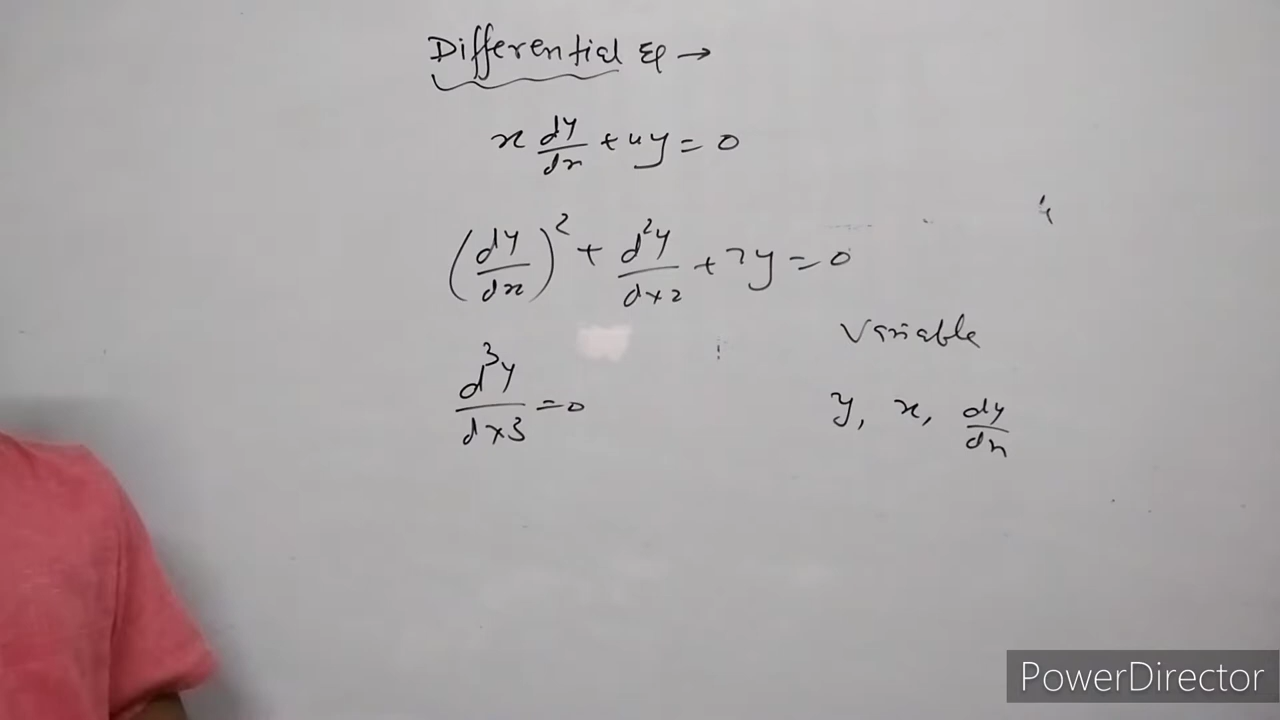 Differential Eq →
x dy/dx + 4y = 0
(dy/dx)² + d²y/dx2 + 7y = 0
Variable
d³y/dx3 = 0
y, x, dy/dx
PowerDirector